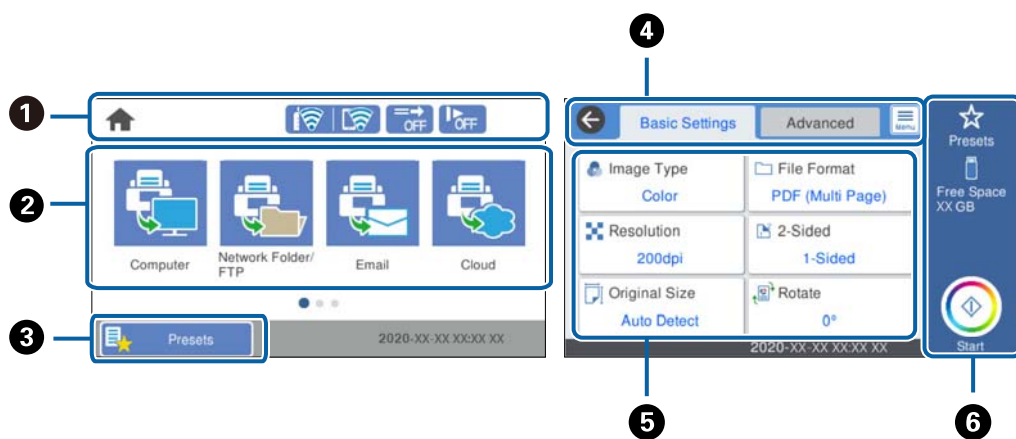 1
OFF
OFF
2
Computer
Network Folder/
FTP
Email
Cloud
3
Presets
2020-XX-XX XX:XX XX
4
Basic Settings
Advanced
Menu
Image Type
Color
File Format
PDF (Multi Page)
Resolution
200dpi
2-Sided
1-Sided
Original Size
Auto Detect
Rotate
0°
2020-XX-XX XX:XX XX
5
Presets
Free Space
XX GB
Start
6